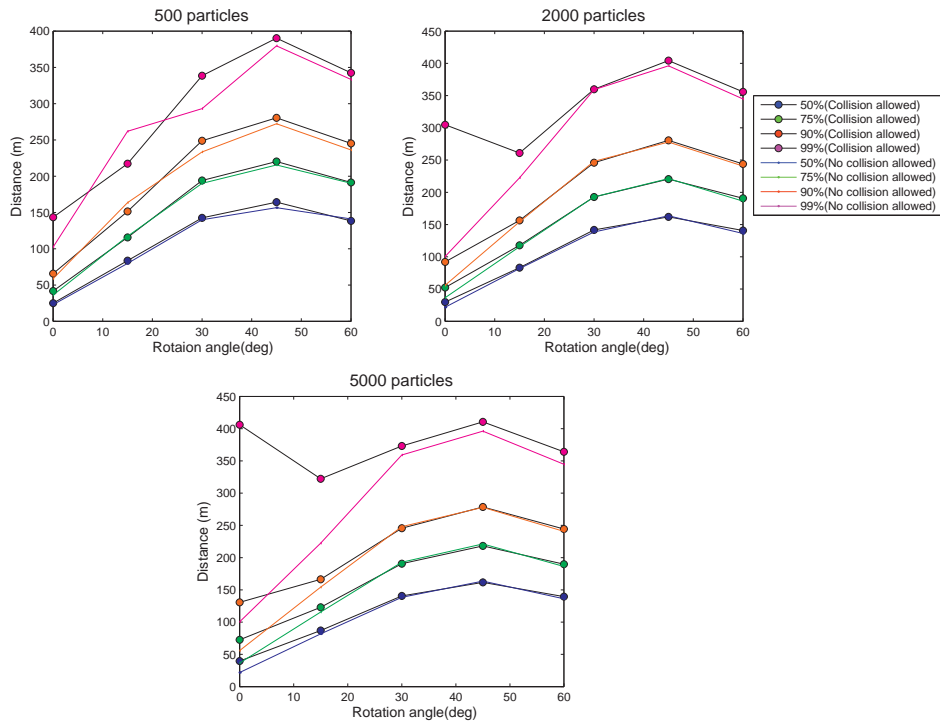 500 particles
400
350
300
250
200
150
100
50
0
0 10 20 30 40 50 60
Distance (m)
Rotaion angle(deg)
2000 particles
450
400
350
300
250
200
150
100
50
0
0 10 20 30 40 50 60
Distance (m)
Rotation angle(deg)
50%(Collision allowed)
75%(Collision allowed)
90%(Collision allowed)
99%(Collision allowed)
50%(No collision allowed)
75%(No collision allowed)
90%(No collision allowed)
99%(No collision allowed)
5000 particles
450
400
350
300
250
200
150
100
50
0
0 10 20 30 40 50 60
Distance (m)
Rotation angle(deg)